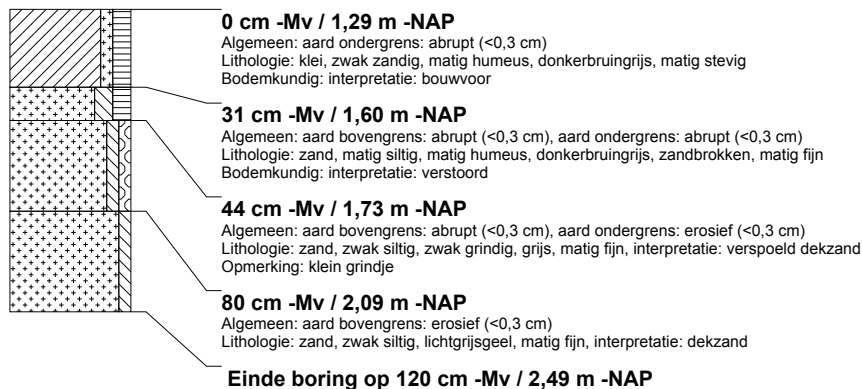 0 cm -Mv / 1,29 m -NAP
Algemeen: aard ondergrens: abrupt (<0,3 cm)
Lithologie: klei, zwak zandig, matig humeus, donkerbruingrijs, matig stevig
Bodemkundig: interpretatie: bouwvoor
31 cm -Mv / 1,60 m -NAP
Algemeen: aard bovengrens: abrupt (<0,3 cm), aard ondergrens: abrupt (<0,3 cm)
Lithologie: zand, matig siltig, matig humeus, donkerbruingrijs, zandbrokken, matig fijn
Bodemkundig: interpretatie: verstoord
44 cm -Mv / 1,73 m -NAP
Algemeen: aard bovengrens: abrupt (<0,3 cm), aard ondergrens: erosief (<0,3 cm)
Lithologie: zand, zwak siltig, zwak grindig, grijs, matig fijn, interpretatie: verspoeld dekzand
Opmerking: klein grindje
80 cm -Mv / 2,09 m -NAP
Algemeen: aard bovengrens: erosief (<0,3 cm)
Lithologie: zand, zwak siltig, lichtgrijsgeel, matig fijn, interpretatie: dekzand
Einde boring op 120 cm -Mv / 2,49 m -NAP